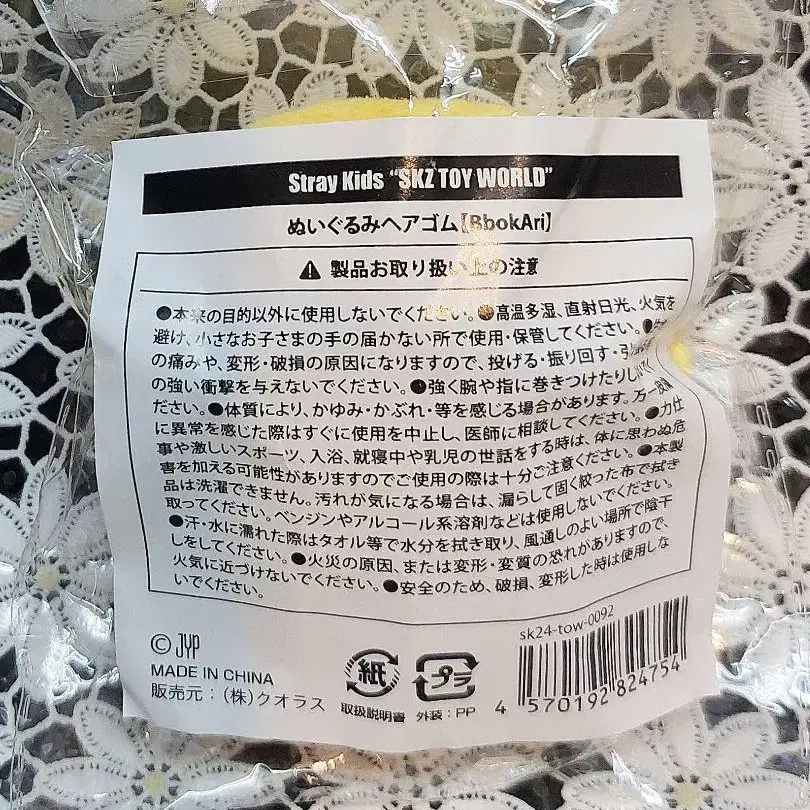 Stray Kids “SKZ TOY WORLD”
ぬいぐるみヘアゴム【BbokAri】
製品お取り扱い上の注意
●本来の目的以外に使用しないでください。●高温多湿、直射日光、火気を
避け、小さなお子さまの手の届かない所で使用・保管してください。●
の痛みや、変形・破損の原因になりますので、投げる・振り回す・
の強い衝撃を与えないでください。●強く腕や指に巻きつけたりしないでく
ださい。●体質により、かゆみ・かぶれ・等を感じる場合があります。万一皮膚
に異常を感じた際はすぐに使用を中止し、医師に相談してください。●力仕
事や激しいスポーツ、入浴、就寝中や乳児の世話をする時は、体に思わぬ危
害を加える可能性がありますのでご使用の際は十分ご注意ください。●本製
品は洗濯できません。汚れが気になる場合は、濡らして固く絞った布で拭き
取ってください。ベンジンやアルコール系溶剤などは使用しないでください。
●汗・水に濡れた際はタオル等で水分を拭き取り、風通しのよい場所で陰干
しをしてください。●火災の原因、または変形・変質の恐れがありますので、
火気に近づけないでください。●安全のため、破損、変形した時は使用しな
いでください。
© JYP
MADE IN CHINA
販売元：（株）クオラス
紙
取扱説明書
プラ
外装：PP
sk24-tow-0092
4 570192 824754